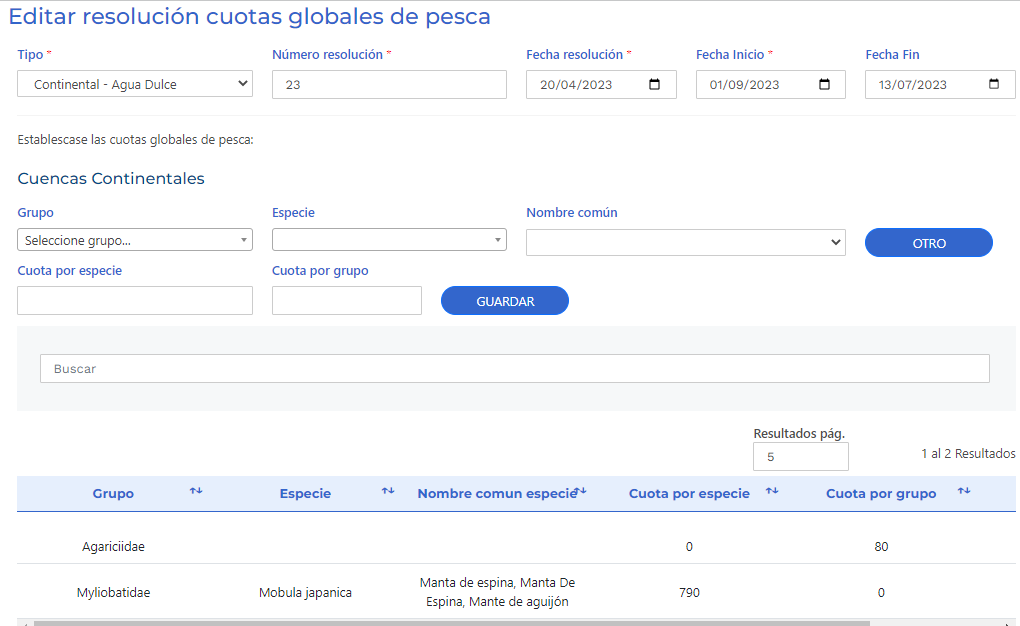 Editar resolución cuotas globales de pesca
Tipo * Número resolución * Fecha resolución * Fecha Inicio * Fecha Fin
Continental - Agua Dulce 23 20/04/2023 01/09/2023 13/07/2023
Establescase las cuotas globales de pesca:
Cuencas Continentales
Grupo Especie Nombre común
Seleccione grupo... OTRO
Cuota por especie Cuota por grupo
GUARDAR
Buscar
Resultados pág.
5 1 al 2 Resultados
Grupo Especie Nombre comun especie Cuota por especie Cuota por grupo
Agariciidae 0 80
Myliobatidae Mobula japanica Manta de espina, Manta De 790 0
Espina, Mante de aguijón